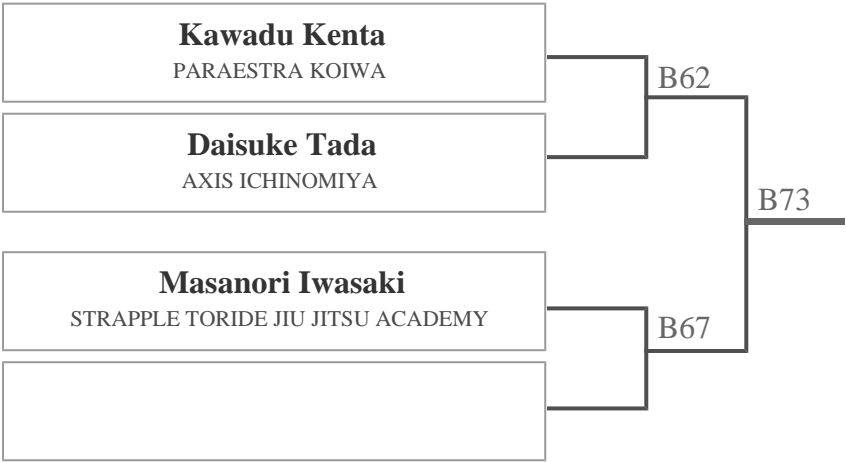 Kawadu Kenta
PARAESTRA KOIWA
B62
Daisuke Tada
AXIS ICHINOMIYA
B73
Masanori Iwasaki
STRAPPLE TORIDE JIU JITSU ACADEMY
B67